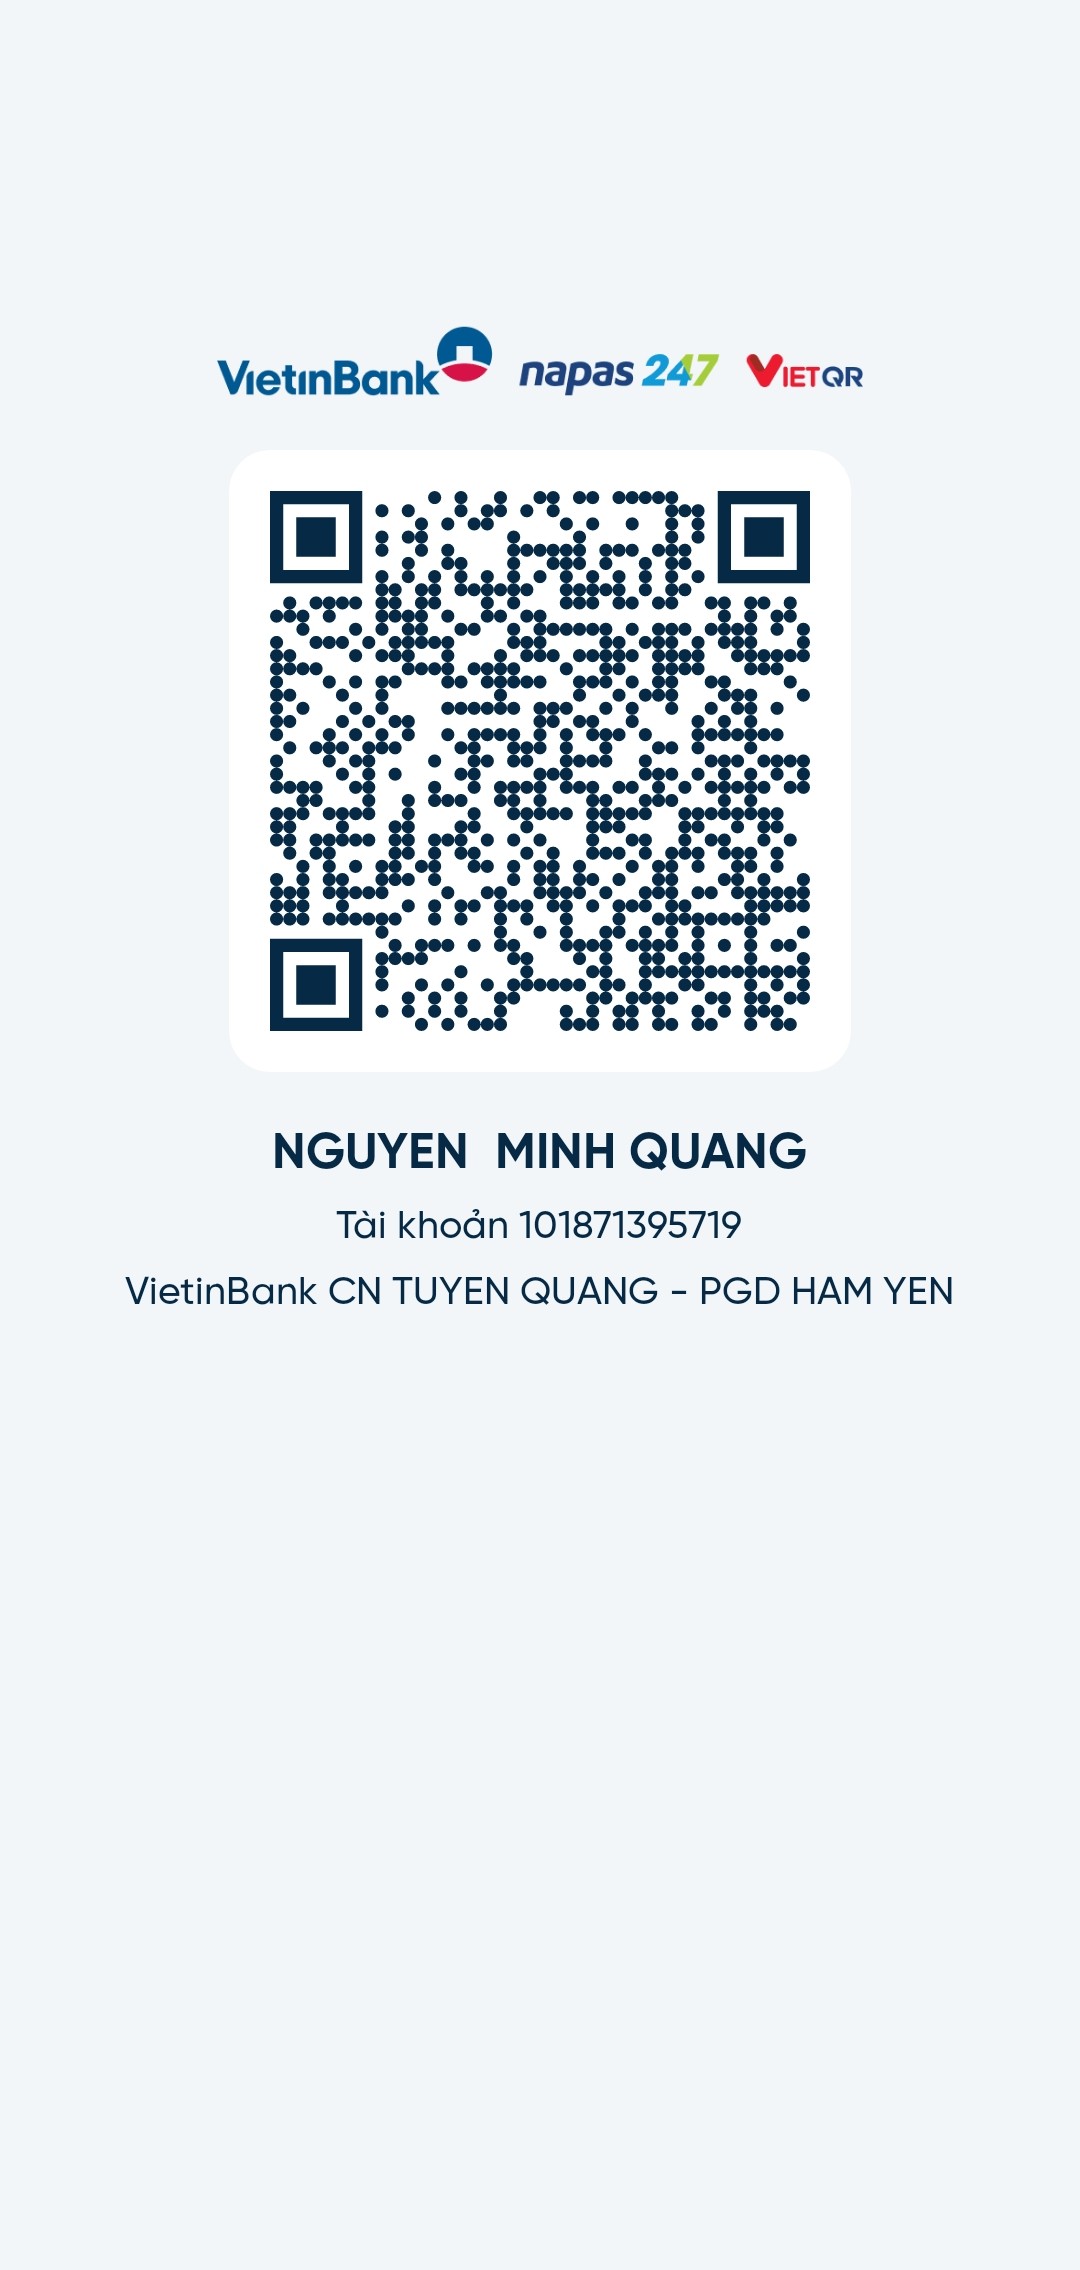 VietinBank napas 247 VIETQR
NGUYEN MINH QUANG
Tài khoản 101871395719
VietinBank CN TUYEN QUANG - PGD HAM YEN